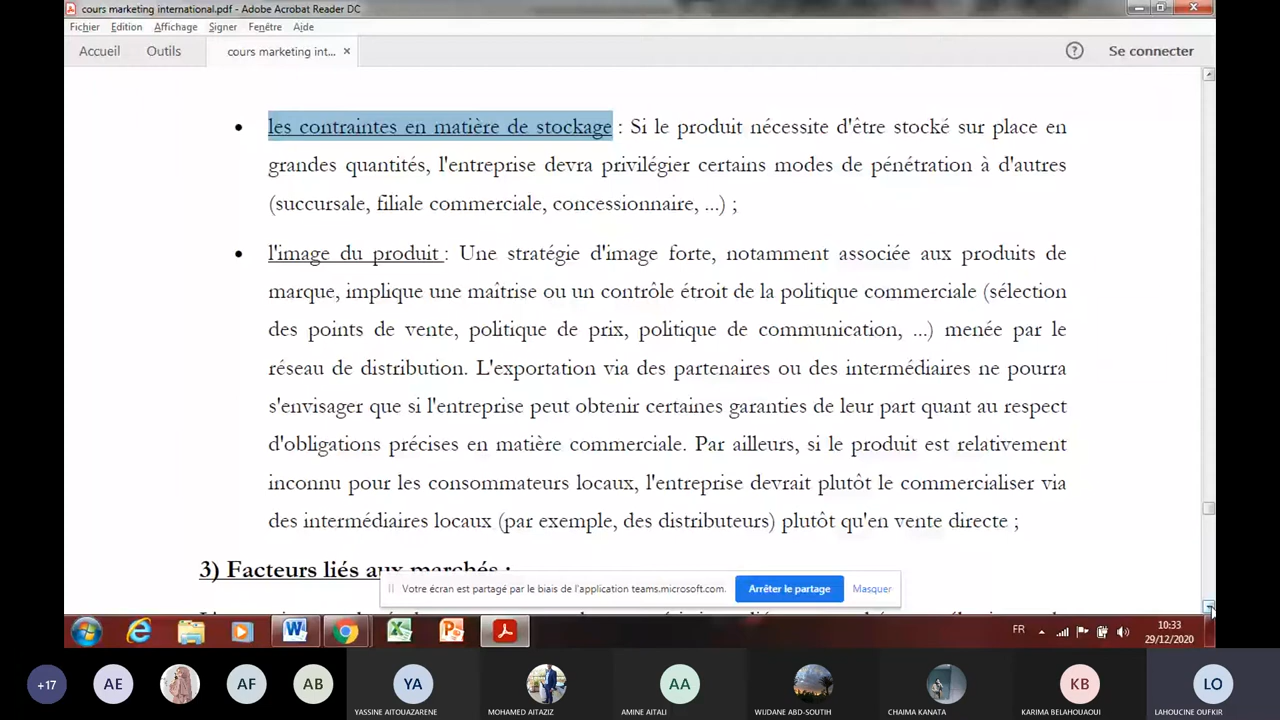 cours marketing international.pdf - Adobe Acrobat Reader DC
Fichier Edition Affichage Signer Fenêtre Aide
Accueil Outils cours marketing int... × ? Se connecter
• les contraintes en matière de stockage : Si le produit nécessite d'être stocké sur place en
grandes quantités, l'entreprise devra privilégier certains modes de pénétration à d'autres
(succursale, filiale commerciale, concessionnaire, ...) ;
• l'image du produit : Une stratégie d'image forte, notamment associée aux produits de
marque, implique une maîtrise ou un contrôle étroit de la politique commerciale (sélection
des points de vente, politique de prix, politique de communication, ...) menée par le
réseau de distribution. L'exportation via des partenaires ou des intermédiaires ne pourra
s'envisager que si l'entreprise peut obtenir certaines garanties de leur part quant au respect
d'obligations précises en matière commerciale. Par ailleurs, si le produit est relativement
inconnu pour les consommateurs locaux, l'entreprise devrait plutôt le commercialiser via
des intermédiaires locaux (par exemple, des distributeurs) plutôt qu'en vente directe ;
3) Facteurs liés aux marchés :
Votre écran est partagé par le biais de l'application teams.microsoft.com. Arrêter le partage Masquer
FR 10:33
29/12/2020
+17 AE AF AB YA AA KB LO
YASSINE AITOUAZARENE MOHAMED AITAZIZ AMINE AITALI WIJDANE ABD-SOUTIH CHAIMA KANATA KARIMA BELAHOUAOUI LAHOUCINE OUFKIR